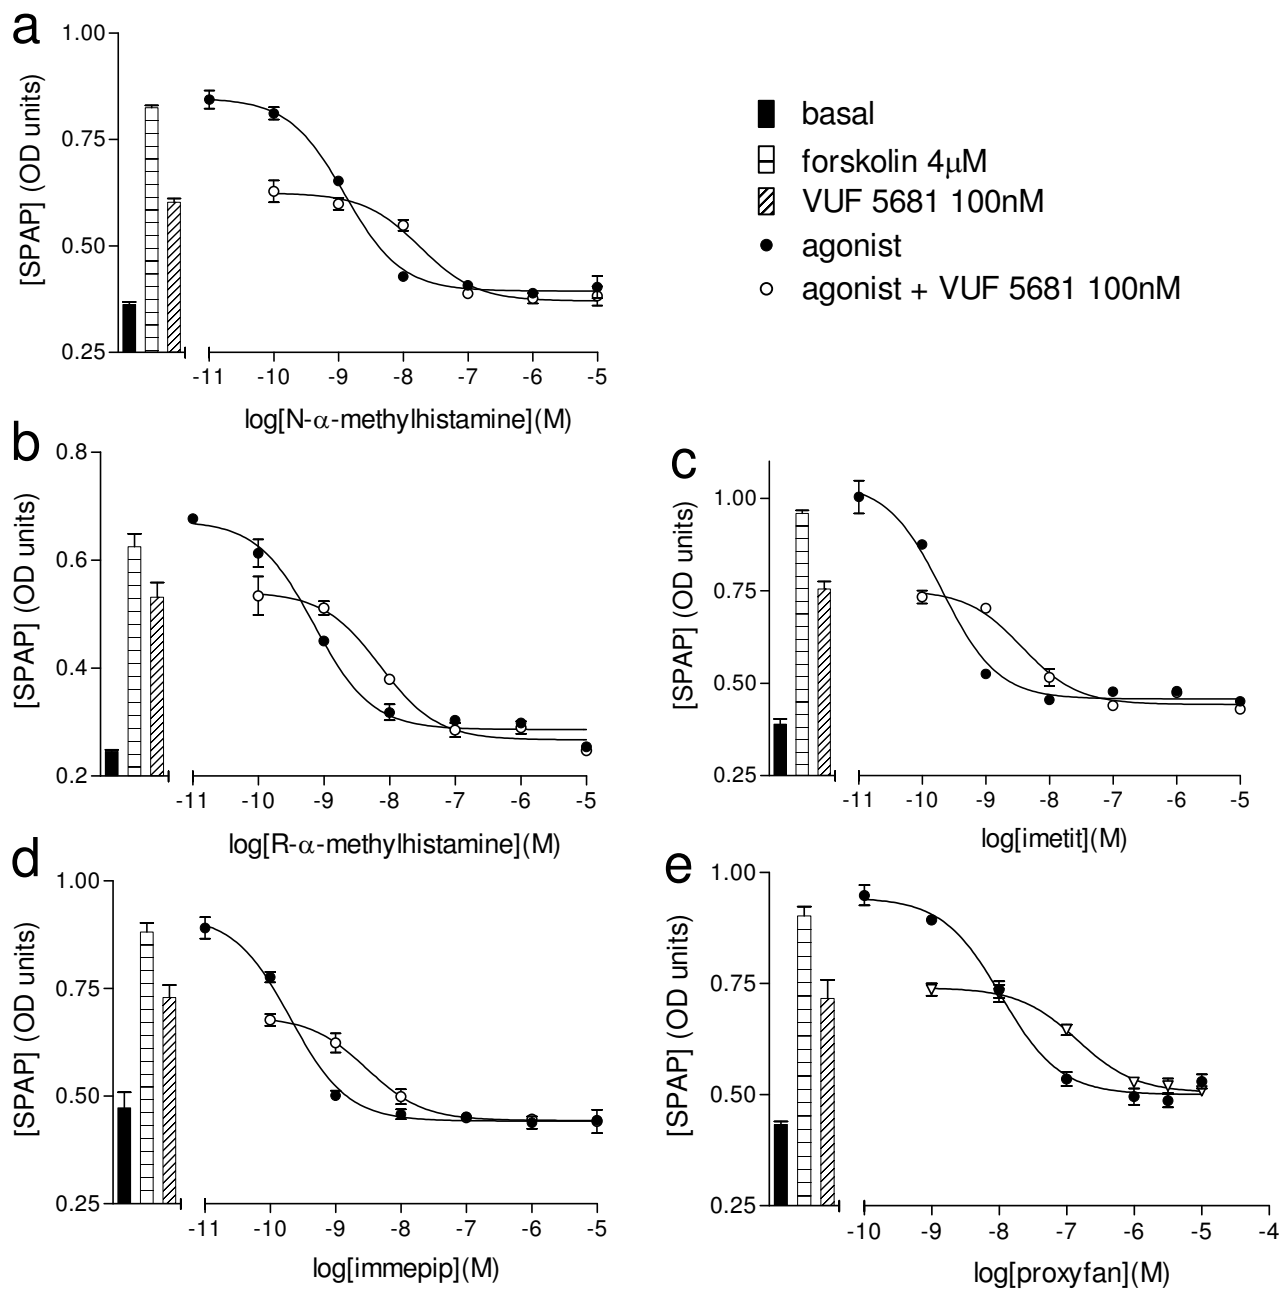 a
[SPAP] (OD units)
1.00
0.75
0.50
0.25
-11 -10 -9 -8 -7 -6 -5
log[N-α-methylhistamine](M)
basal
forskolin 4μM
VUF 5681 100nM
agonist
agonist + VUF 5681 100nM
b
[SPAP] (OD units)
0.8
0.6
0.4
0.2
-11 -10 -9 -8 -7 -6 -5
log[R-α-methylhistamine](M)
c
[SPAP] (OD units)
1.00
0.75
0.50
0.25
-11 -10 -9 -8 -7 -6 -5
log[imetit](M)
d
[SPAP] (OD units)
1.00
0.75
0.50
0.25
-11 -10 -9 -8 -7 -6 -5
log[immepip](M)
e
[SPAP] (OD units)
1.00
0.75
0.50
0.25
-10 -9 -8 -7 -6 -5 -4
log[proxyfan](M)